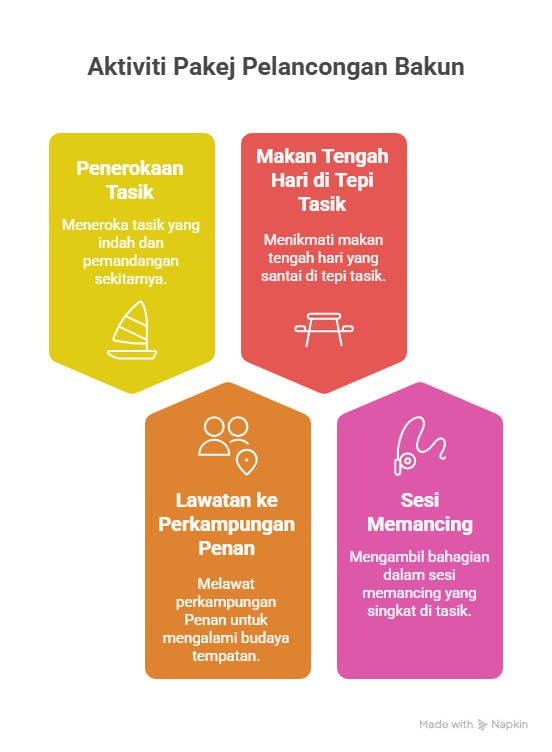 Aktiviti Pakej Pelancongan Bakun
Penerokaan
Tasik
Meneroka tasik yang
indah dan
pemandangan
sekitarnya.
Makan Tengah
Hari di Tepi
Tasik
Menikmati makan
tengah hari yang
santai di tepi tasik.
Lawatan ke
Perkampungan
Penan
Melawat
perkampungan
Penan untuk
mengalami budaya
tempatan.
Sesi
Memancing
Mengambil bahagian
dalam sesi
memancing yang
singkat di tasik.
Made with Napkin